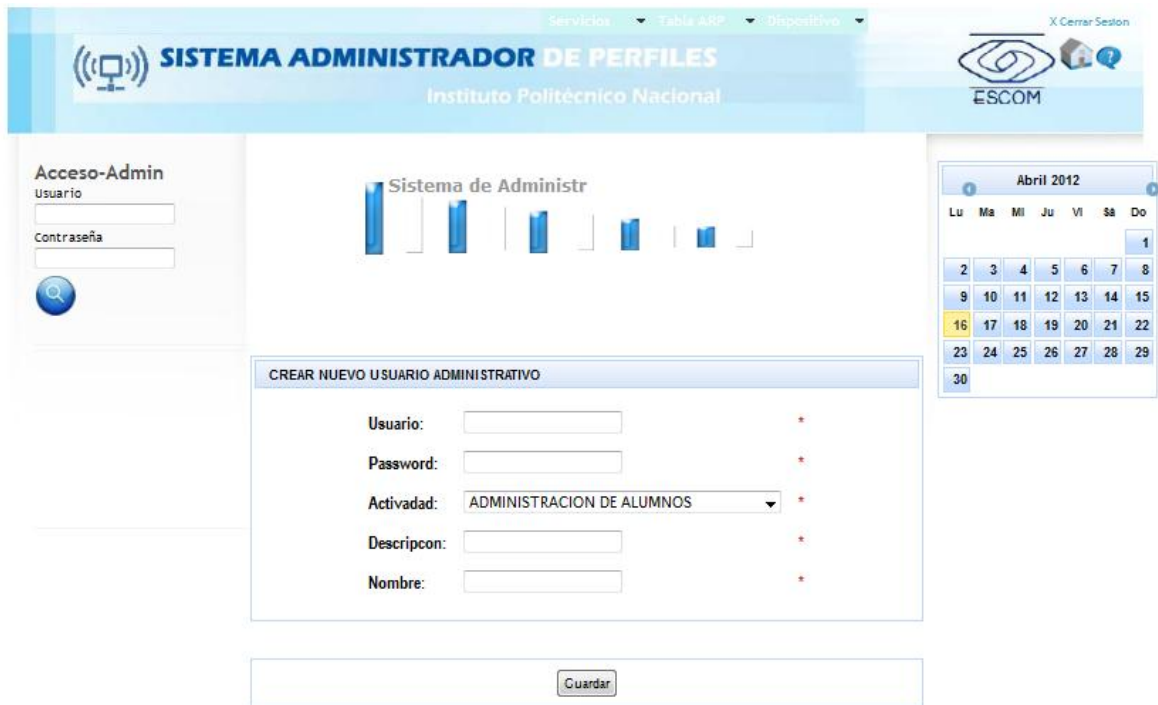 Servicios Tabla ARP Dispositivo
X Cerrar Sesion
SISTEMA ADMINISTRADOR DE PERFILES
Instituto Politécnico Nacional
ESCOM
Acceso-Admin
Usuario
Contraseña
Sistema de Administr
Abril 2012
Lu Ma Mi Ju Vi Sá Do
1
2 3 4 5 6 7 8
9 10 11 12 13 14 15
16 17 18 19 20 21 22
23 24 25 26 27 28 29
30
CREAR NUEVO USUARIO ADMINISTRATIVO
Usuario: *
Password: *
Activadad: ADMINISTRACION DE ALUMNOS *
Descripcon: *
Nombre: *
Guardar